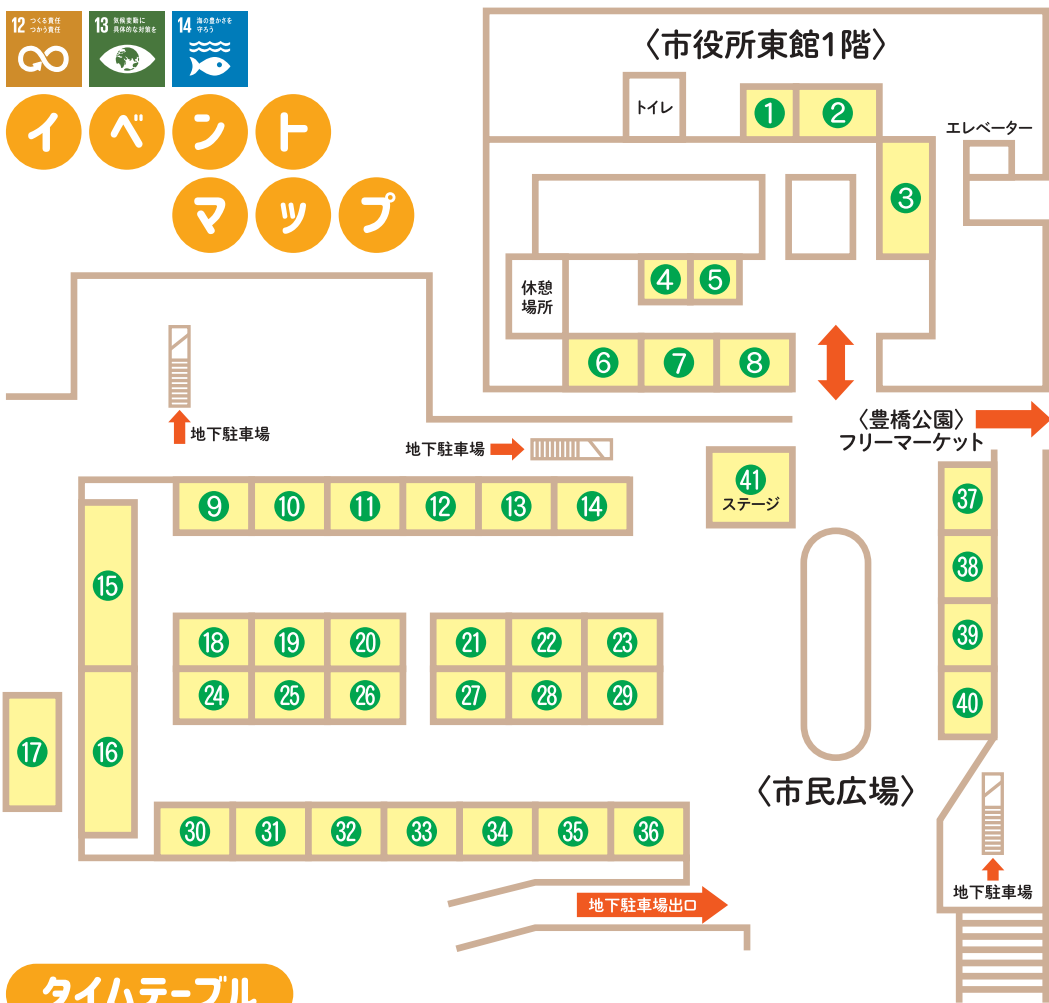 12 つくる責任
つかう責任
13 気候変動に
具体的な対策を
14 海の豊かさを
守ろう
イベント
マップ
〈市役所東館1階〉
トイレ
1
2
エレベーター
3
4
5
休憩
場所
6
7
8
地下駐車場
地下駐車場
〈豊橋公園〉
フリーマーケット
41
ステージ
9
10
11
12
13
14
15
16
17
18
19
20
21
22
23
24
25
26
27
28
29
30
31
32
33
34
35
36
37
38
39
40
〈市民広場〉
地下駐車場
地下駐車場出口
タイムテーブル